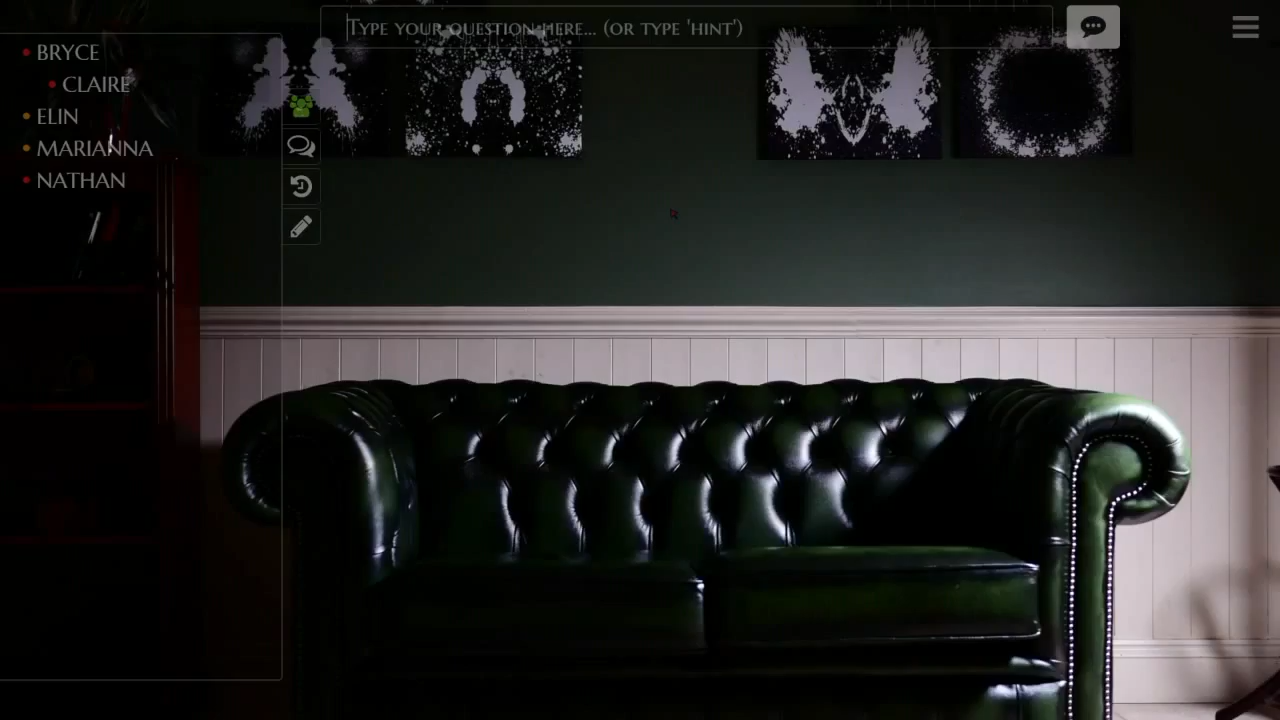 Type your question here... (or type 'hint')
BRYCE
CLAIRE
ELIN
MARIANNA
NATHAN